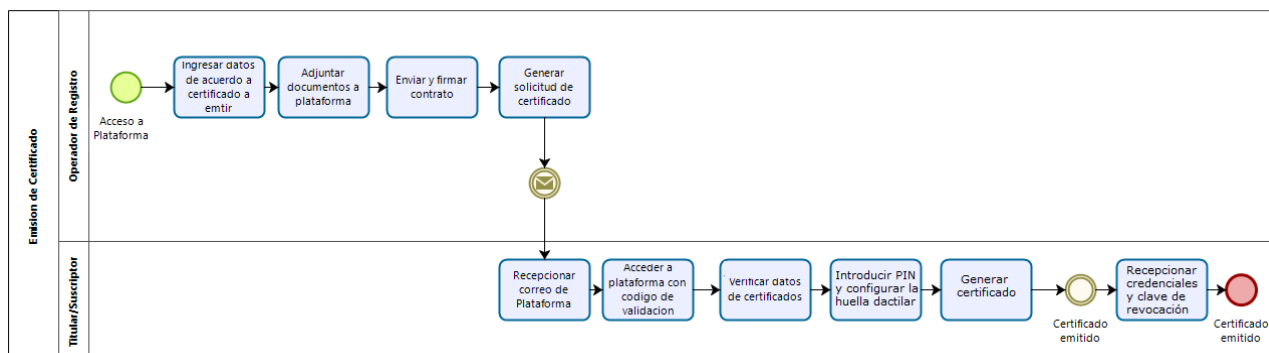 Emision de Certificado
Operador de Registro
Acceso a
Plataforma
Ingresar datos
de acuerdo a
certificado a
emtir
Adjuntar
documentos a
plataforma
Enviar y firmar
contrato
Generar
solicitud de
certificado
Titular/Suscriptor
Recepcionar
correo de
Plataforma
Acceder a
plataforma con
codigo de
validacion
Verificar datos
de certificados
Introducir PIN
y configurar la
huella dactilar
Generar
certificado
Certificado
emitido
Recepcionar
credenciales
y clave de
revocación
Certificado
emitido